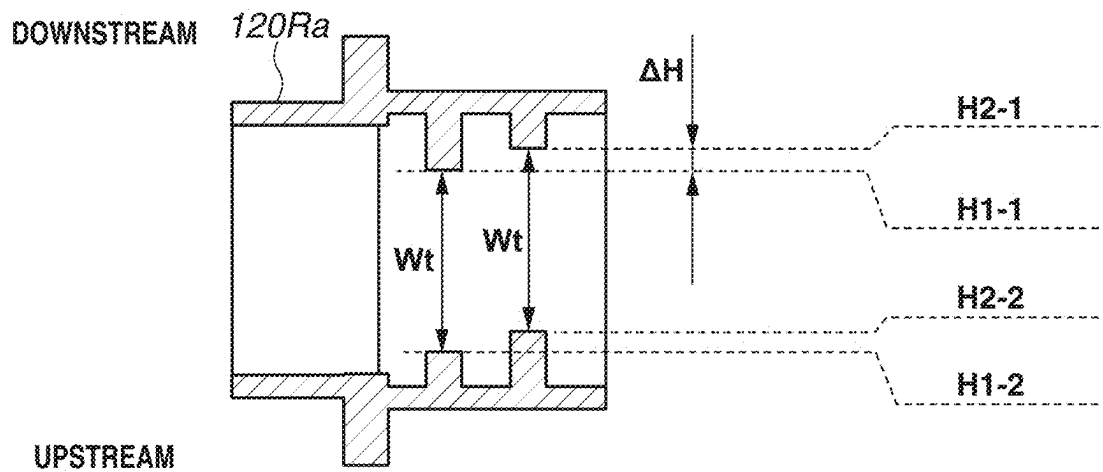 DOWNSTREAM 120Ra
ΔH
H2-1
H1-1
Wt Wt
H2-2
H1-2
UPSTREAM